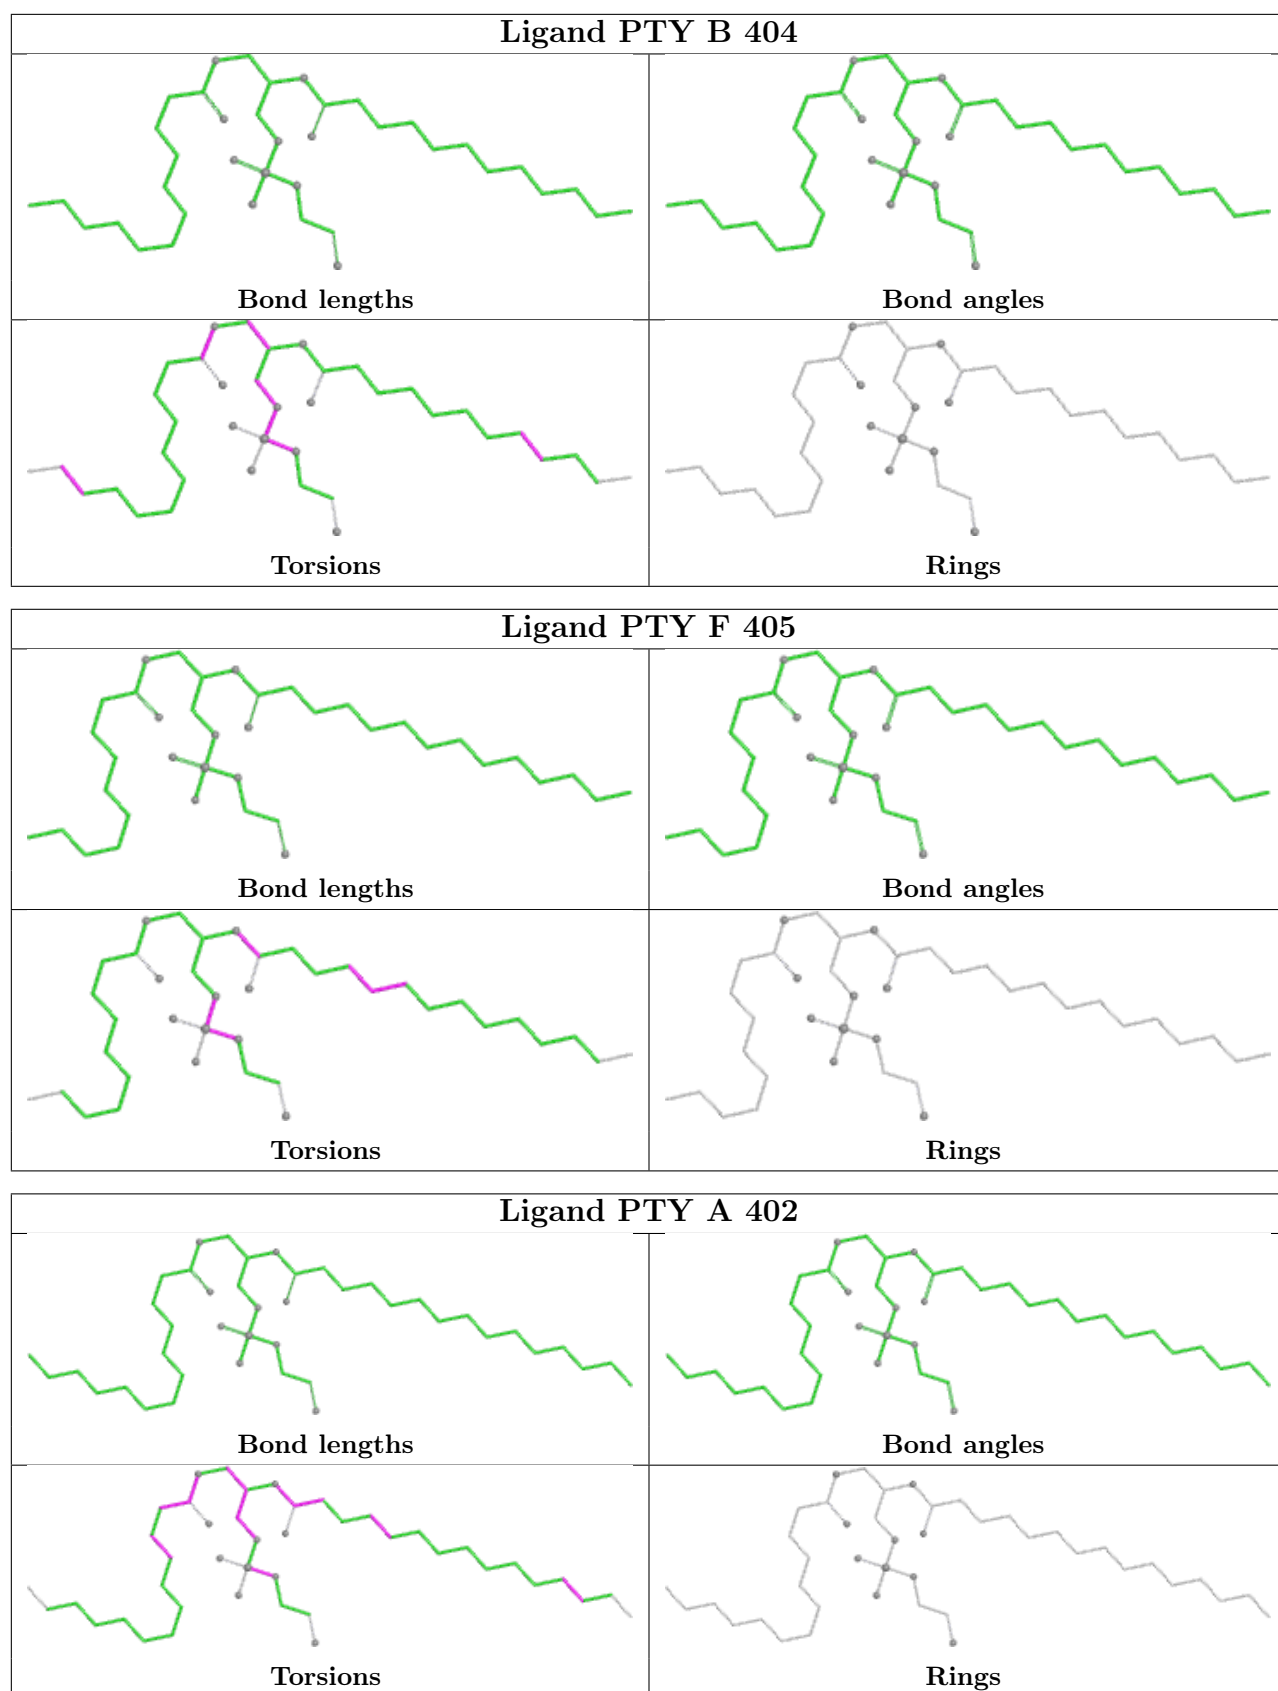 Ligand PTY B 404
Bond lengths
Bond angles
Torsions
Rings
Ligand PTY F 405
Bond lengths
Bond angles
Torsions
Rings
Ligand PTY A 402
Bond lengths
Bond angles
Torsions
Rings